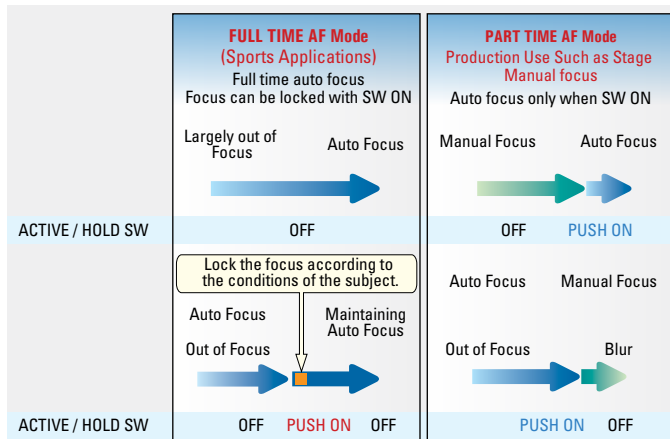 FULL TIME AF Mode
(Sports Applications)
Full time auto focus
Focus can be locked with SW ON
Largely out of
Focus
Auto Focus
PART TIME AF Mode
Production Use Such as Stage
Manual focus
Auto focus only when SW ON
Manual Focus
Auto Focus
ACTIVE / HOLD SW
OFF
OFF
PUSH ON
Lock the focus according to
the conditions of the subject.
Auto Focus
Maintaining
Auto Focus
Out of Focus
Auto Focus
Manual Focus
Out of Focus
Blur
ACTIVE / HOLD SW
OFF
PUSH ON
OFF
PUSH ON
OFF